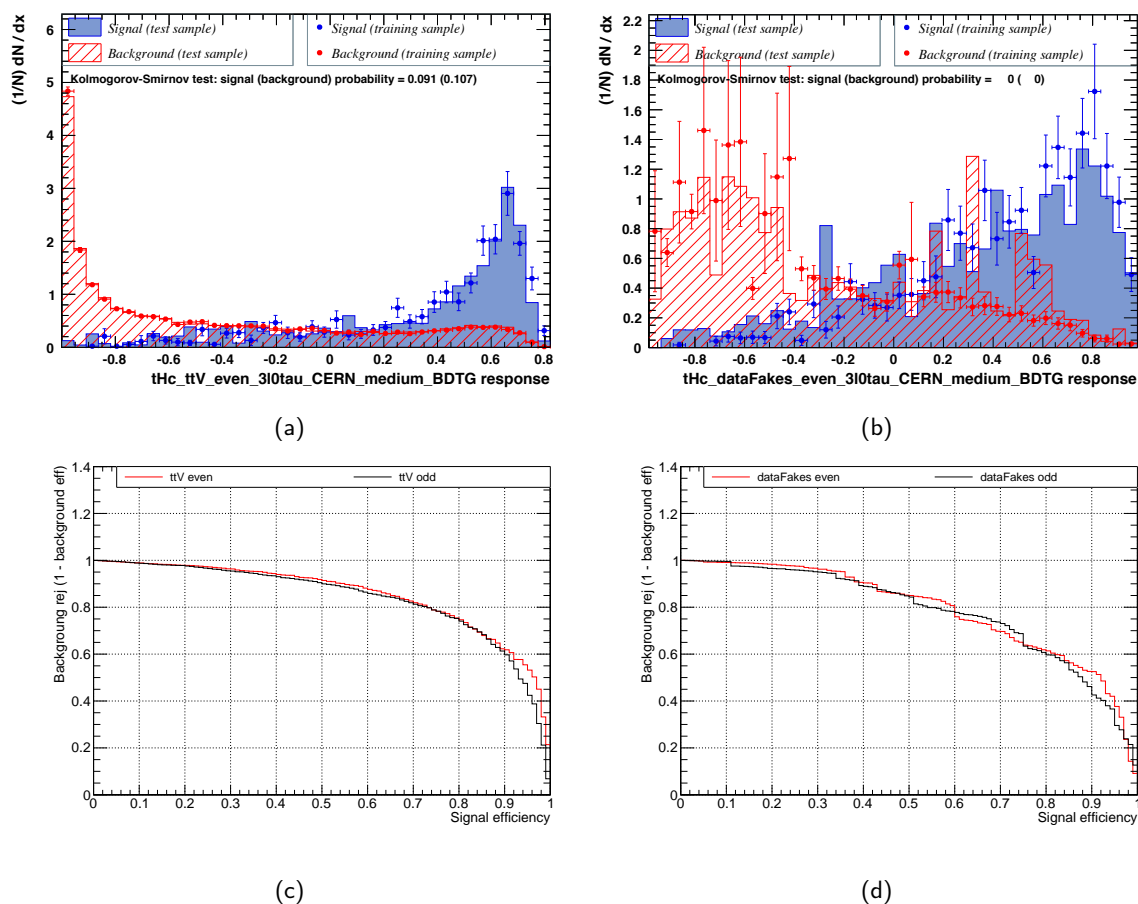 (1/N) dN / dx
6
5
4
3
2
1
0
Signal (test sample)
Background (test sample)
Signal (training sample)
Background (training sample)
Kolmogorov-Smirnov test: signal (background) probability = 0.091 (0.107)
-0.8 -0.6 -0.4 -0.2 0 0.2 0.4 0.6 0.8
tHc_ttV_even_3l0tau_CERN_medium_BDTG response
(a)
(1/N) dN / dx
2.2
2
1.8
1.6
1.4
1.2
1
0.8
0.6
0.4
0.2
0
Signal (test sample)
Background (test sample)
Signal (training sample)
Background (training sample)
Kolmogorov-Smirnov test: signal (background) probability = 0 ( 0)
-0.8 -0.6 -0.4 -0.2 0 0.2 0.4 0.6 0.8
tHc_dataFakes_even_3l0tau_CERN_medium_BDTG response
(b)
Backgroung rej (1 - background eff)
1.4
1.2
1
0.8
0.6
0.4
0.2
0
ttV even ttV odd
0 0.1 0.2 0.3 0.4 0.5 0.6 0.7 0.8 0.9 1
Signal efficiency
(c)
Backgroung rej (1 - background eff)
1.4
1.2
1
0.8
0.6
0.4
0.2
0
dataFakes even dataFakes odd
0 0.1 0.2 0.3 0.4 0.5 0.6 0.7 0.8 0.9 1
Signal efficiency
(d)